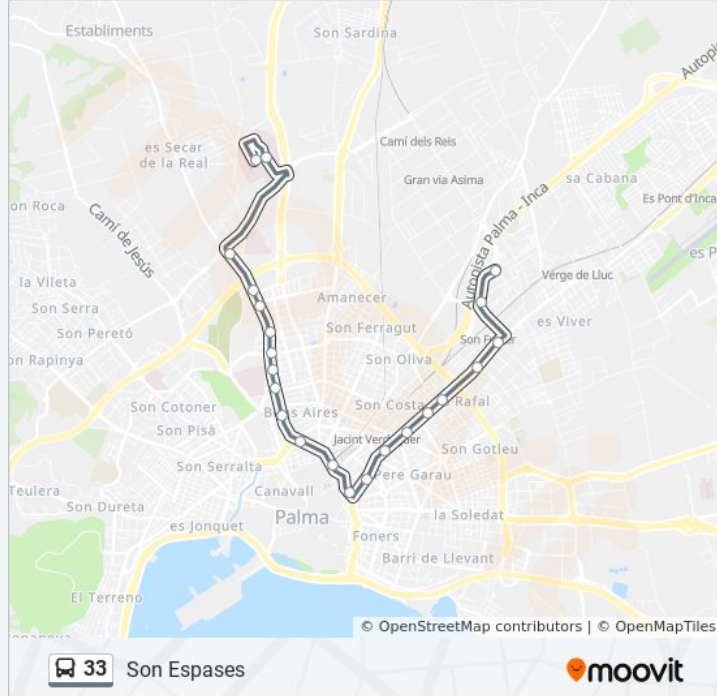 Establiments
Son Sardina
Autopi
es Secar
de la Real
Camí dels Reis
Gran via Asima
sa Cabana
Es Pont d'Inca
on Roca
Camí de Jesús
Autopista Palma - Inca
es P
la Vileta
Verge de Lluc
Son Serra
Amanecer
Son Peretó
Son Ferragut
es Viver
on Rapinya
Son Oliva
Son Cotoner
Bons Aires
Son Costa
Rafal
Son Pisà
Jacint Verdaguer
Son Gotleu
Son Serralta
Pere Garau
Teulera
Canavall
Son Dureta
Palma
la Soledat
es Jonquet
Foners
Barri de Llevant
El Terreno
© OpenStreetMap contributors | © OpenMapTiles
33 Son Espases
moovit